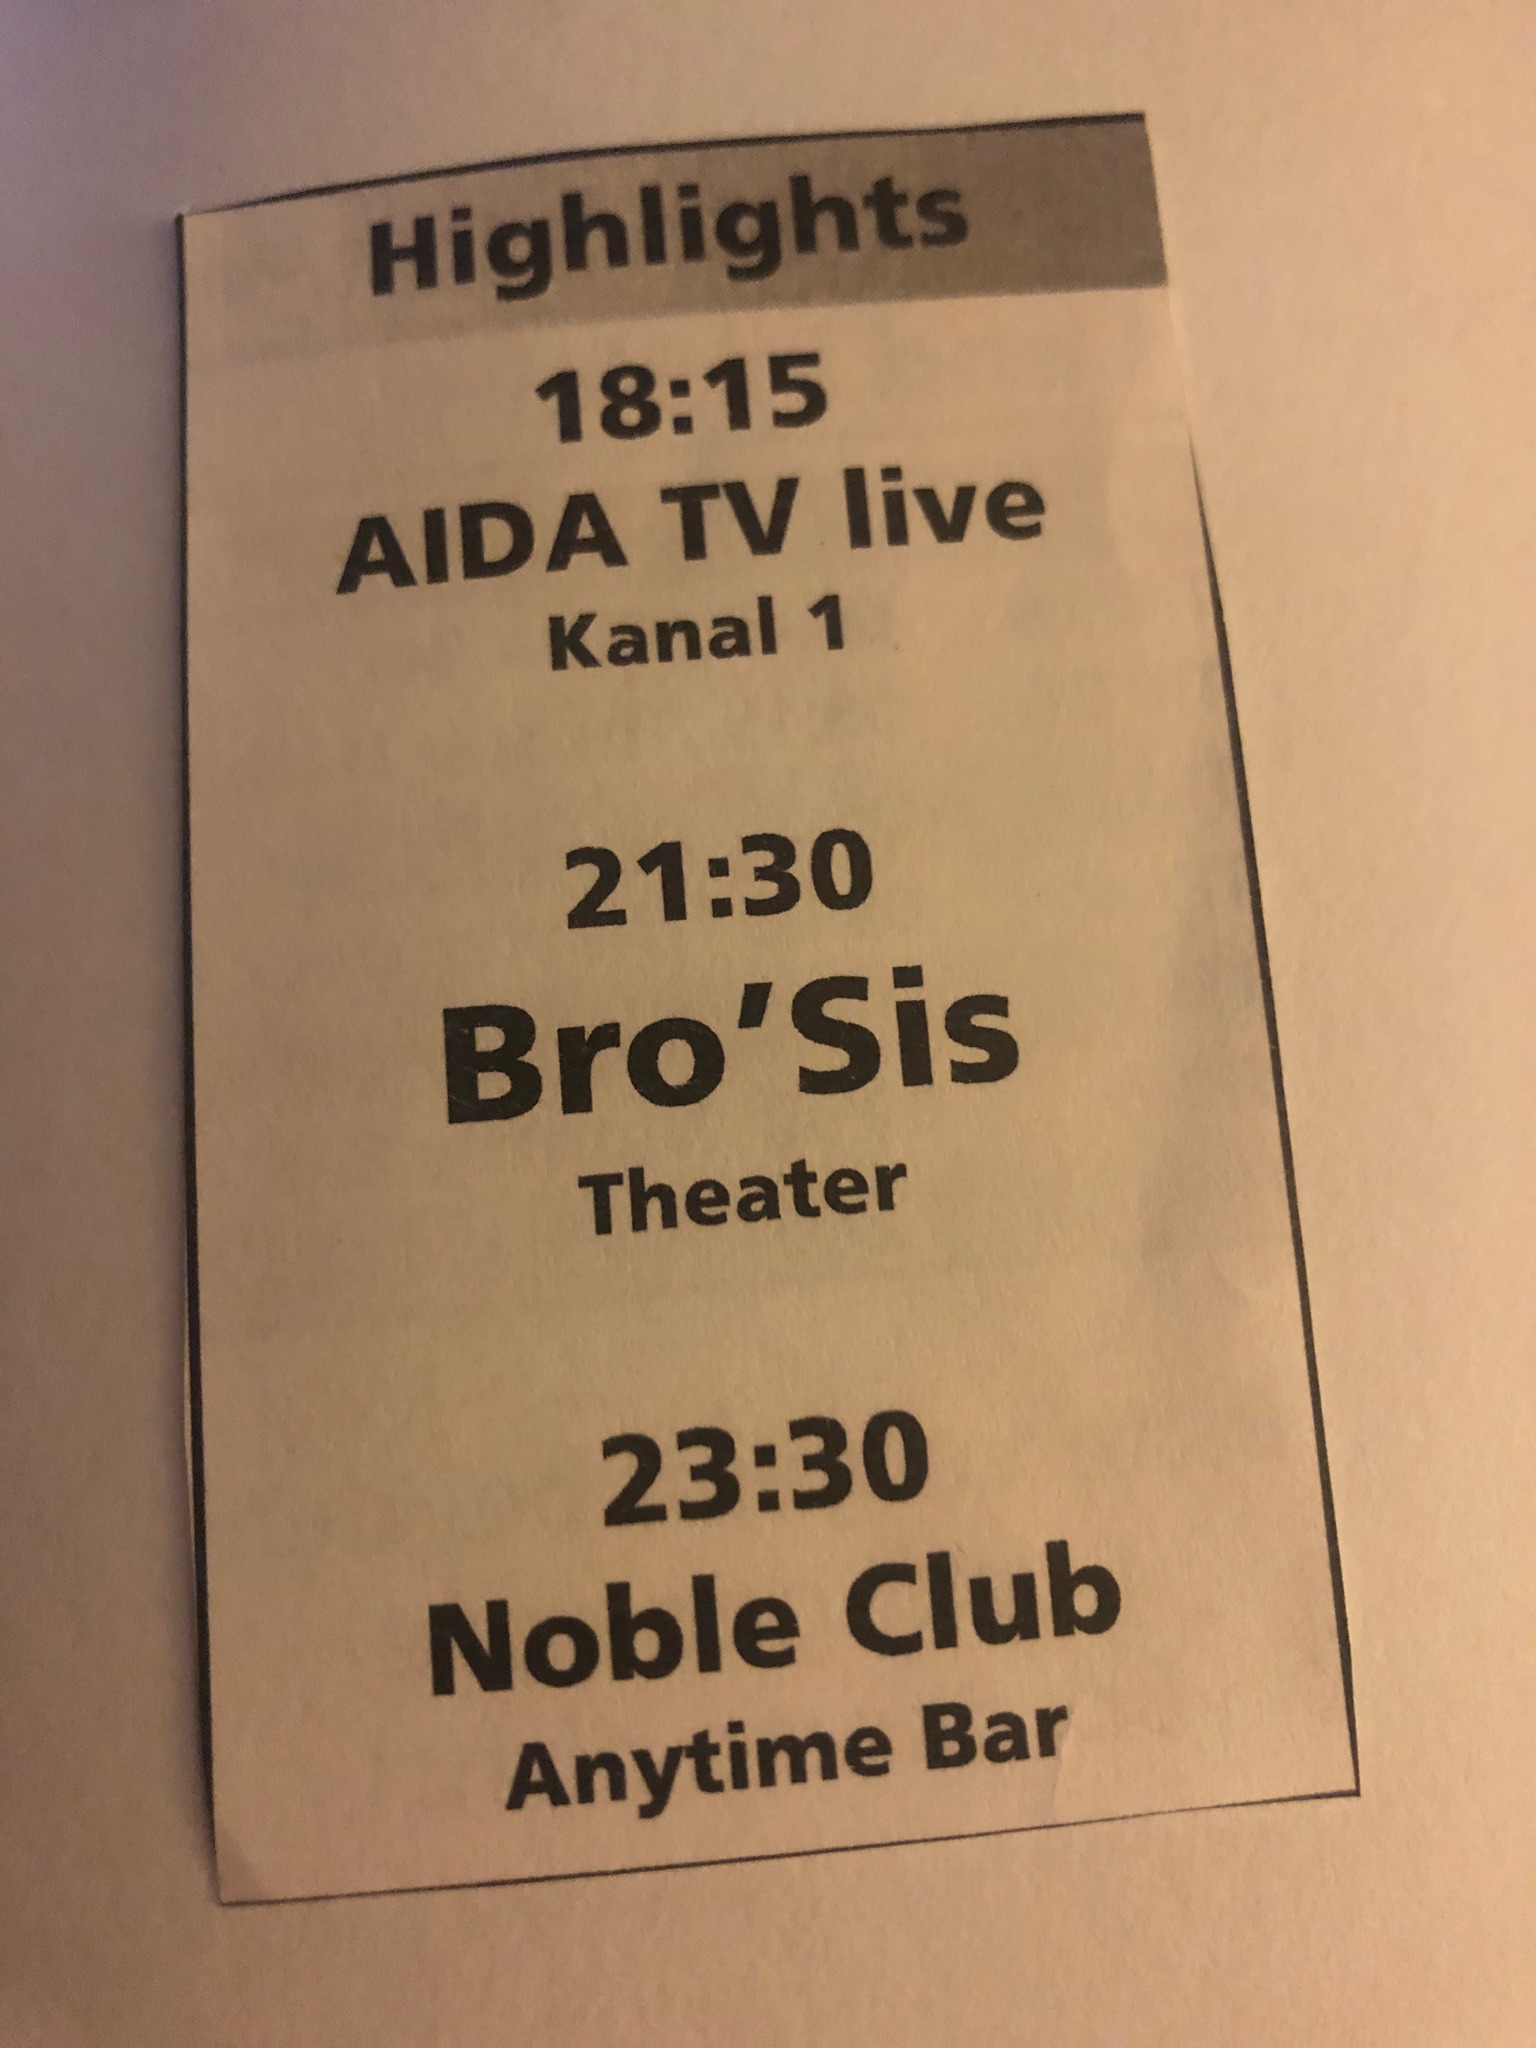 Highlights
18:15
AIDA TV live
Kanal 1
21:30
Bro’Sis
Theater
23:30
Noble Club
Anytime Bar